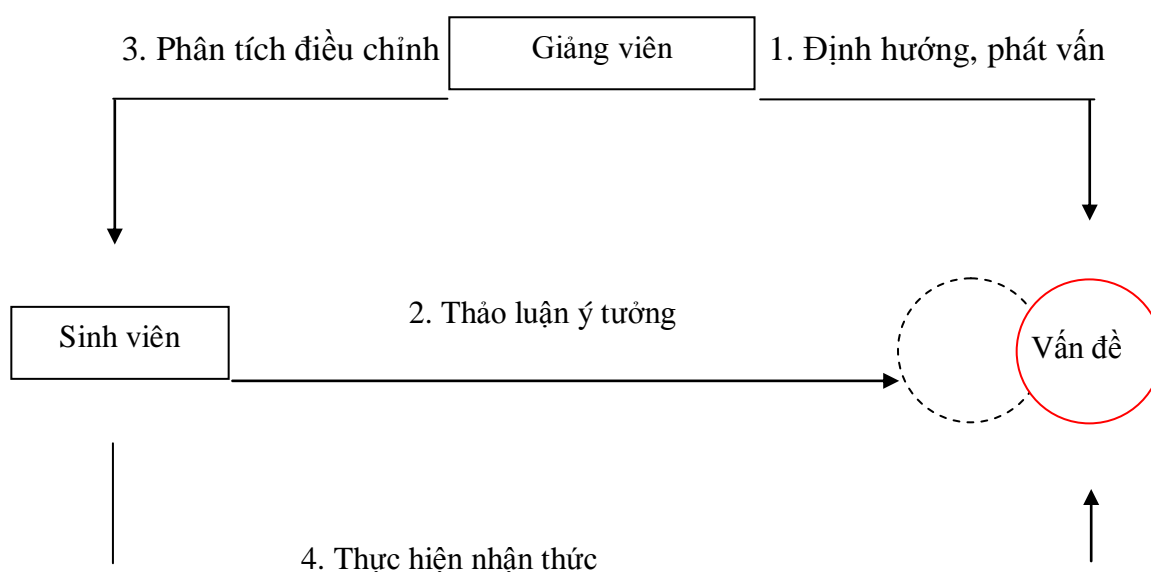 3. Phân tích điều chỉnh
Giảng viên
1. Định hướng, phát vấn
2. Thảo luận ý tưởng
Sinh viên
Vấn đề
4. Thực hiện nhận thức